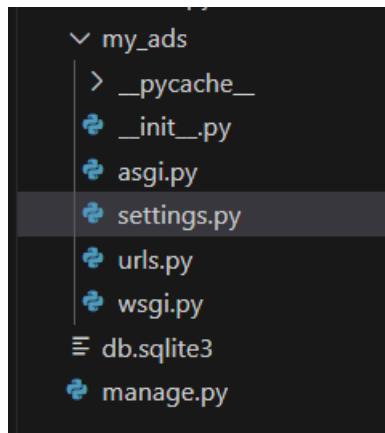 my_ads
__pycache__
__init__.py
asgi.py
settings.py
urls.py
wsgi.py
db.sqlite3
manage.py